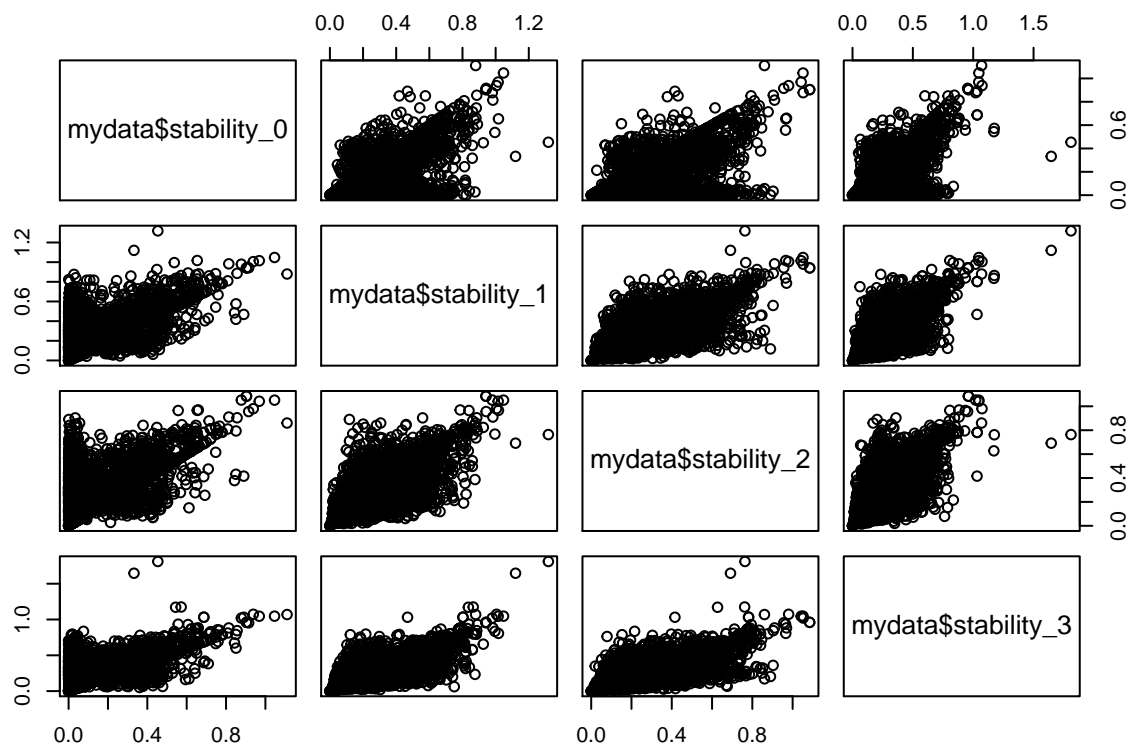 0.0 0.4 0.8 1.2
0.0 0.5 1.0 1.5
mydata$stability_0
0.0 0.6
0.0 0.6 1.2
mydata$stability_1
mydata$stability_2
0.0 0.4 0.8
0.0 1.0
mydata$stability_3
0.0 0.4 0.8
0.0 0.4 0.8